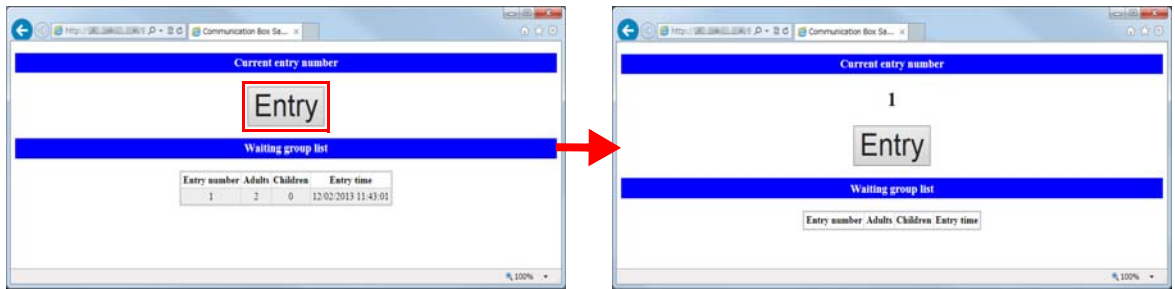 http://
Communication Box Sa...
Current entry number
Entry
Waiting group list
Entry number Adults Children Entry time
1 2 0 12/02/2013 11:43:01
100%
http://
Communication Box Sa...
Current entry number
1
Entry
Waiting group list
Entry number Adults Children Entry time
100%